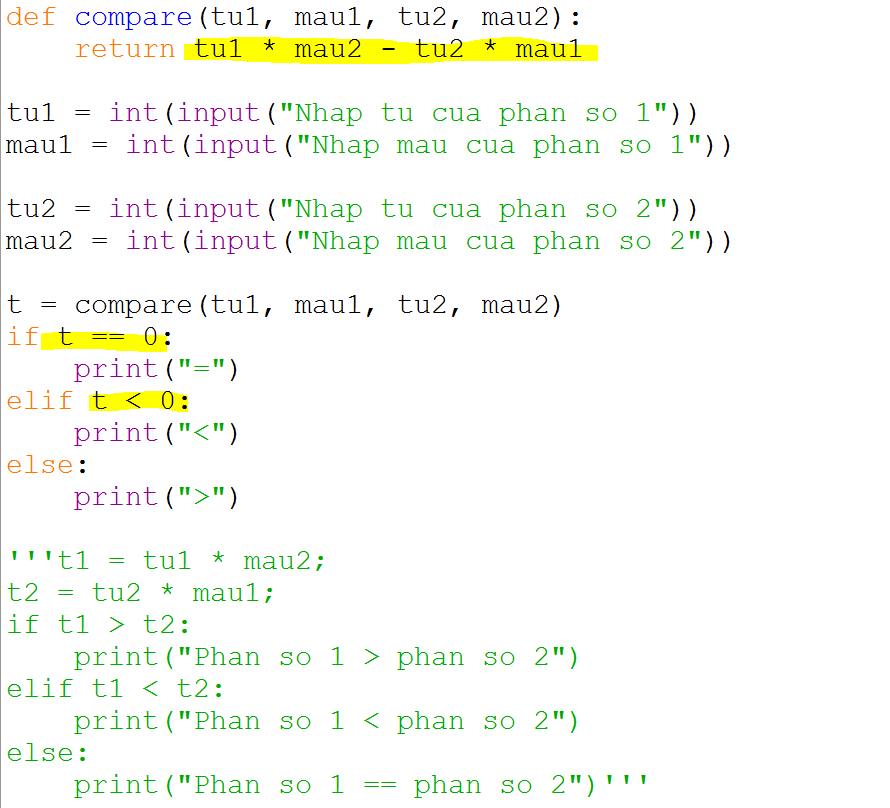 def compare(tu1, mau1, tu2, mau2):
    return tu1 * mau2 - tu2 * mau1
tu1 = int(input("Nhap tu cua phan so 1"))
mau1 = int(input("Nhap mau cua phan so 1"))
tu2 = int(input("Nhap tu cua phan so 2"))
mau2 = int(input("Nhap mau cua phan so 2"))
t = compare(tu1, mau1, tu2, mau2)
if t == 0:
    print("=")
elif t < 0:
    print("<")
else:
    print(">")
'''t1 = tu1 * mau2;
t2 = tu2 * mau1;
if t1 > t2:
    print("Phan so 1 > phan so 2")
elif t1 < t2:
    print("Phan so 1 < phan so 2")
else:
    print("Phan so 1 == phan so 2")'''